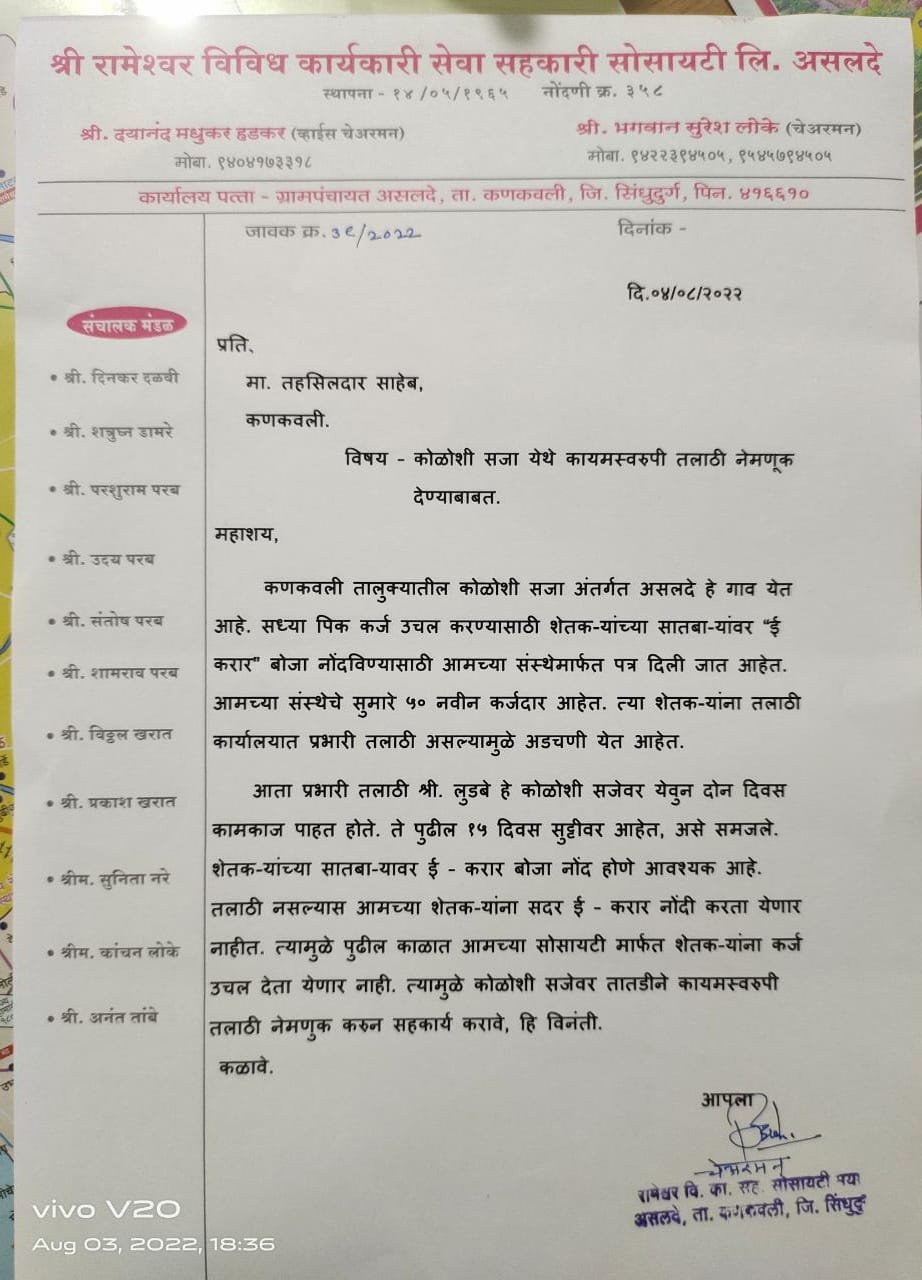 श्री रामेश्वर विविध कार्यकारी सेवा सहकारी सोसायटी लि. असलदे
स्थापना - १४/०५/१९६५ नोंदणी क्र. ३५८
श्री. दयानंद मधुकर हडकर (व्हाईस चेअरमन)
मोबा. ९४०४१७३३१८
श्री. भगवान सुरेश लोके (चेअरमन)
मोबा. ९४२२३९४५०५, ९५४५७९४५०५
कार्यालय पत्ता - ग्रामपंचायत असलदे, ता. कणकवली, जि. सिंधुदुर्ग, पिन. ४१६६१०
जावक क्र. ३९/२०२२
दिनांक -
दि.०४/०८/२०२२
संचालक मंडळ
• श्री. दिनकर दळवी
• श्री. शत्रुघ्न डामरे
• श्री. परशुराम परब
• श्री. उदय परब
• श्री. संतोष परब
• श्री. शामराव परब
• श्री. विठ्ठल खरात
• श्री. प्रकाश खरात
• श्रीम. सुनिता नरे
• श्रीम. कांचन लोके
• श्री. अनंत तांबे
प्रति,
मा. तहसिलदार साहेब,
कणकवली.
विषय - कोळोशी सजा येथे कायमस्वरुपी तलाठी नेमणूक
देण्याबाबत.
महाशय,
कणकवली तालुक्यातील कोळोशी सजा अंतर्गत असलदे हे गाव येत
आहे. सध्या पिक कर्ज उचल करण्यासाठी शेतक-यांच्या सातबा-यांवर “ई
करार” बोजा नोंदविण्यासाठी आमच्या संस्थेमार्फत पत्र दिली जात आहेत.
आमच्या संस्थेचे सुमारे ५० नवीन कर्जदार आहेत. त्या शेतक-यांना तलाठी
कार्यालयात प्रभारी तलाठी असल्यामुळे अडचणी येत आहेत.
आता प्रभारी तलाठी श्री. लुडबे हे कोळोशी सजेवर येवुन दोन दिवस
कामकाज पाहत होते. ते पुढील १५ दिवस सुट्टीवर आहेत, असे समजले.
शेतक-यांच्या सातबा-यावर ई - करार बोजा नोंद होणे आवश्यक आहे.
तलाठी नसल्यास आमच्या शेतक-यांना सदर ई - करार नोंदी करता येणार
नाहीत. त्यामुळे पुढील काळात आमच्या सोसायटी मार्फत शेतक-यांना कर्ज
उचल देता येणार नाही. त्यामुळे कोळोशी सजेवर तातडीने कायमस्वरुपी
तलाठी नेमणुक करुन सहकार्य करावे, हि विनंती.
कळावे.
आपला
चेअरमन
रामेश्वर वि. का. सह. सोसायटी
असलदे, ता. कणकवली, जि.
vivo V20
Aug 03, 2022, 18:36